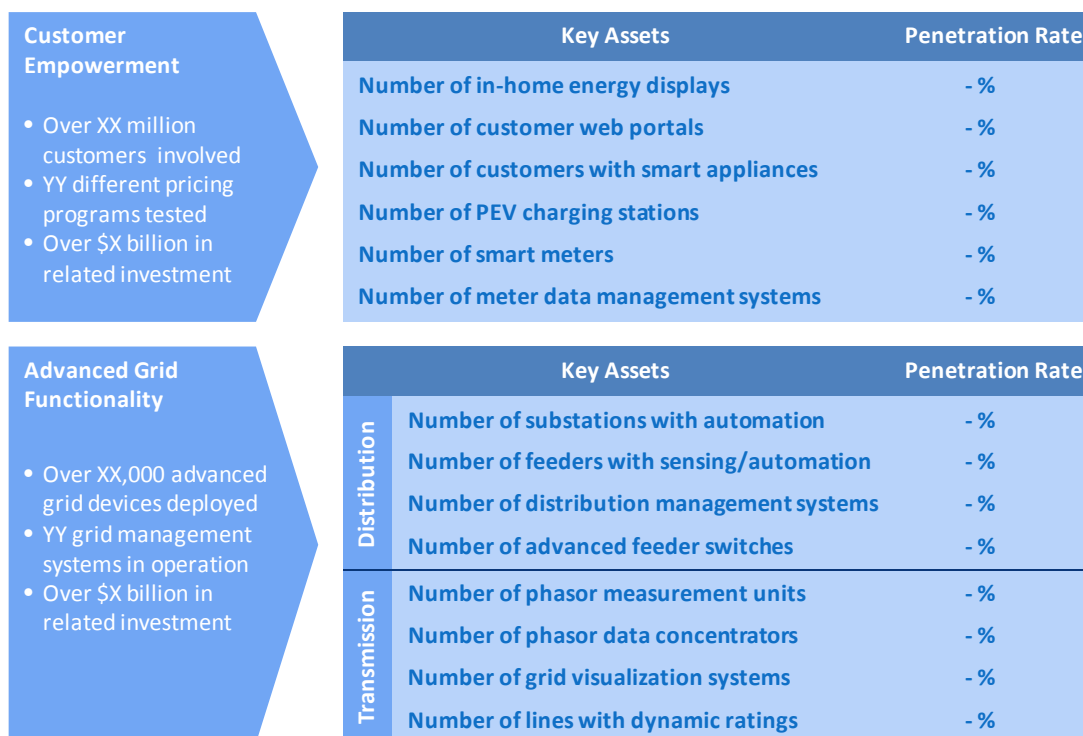 Customer
Empowerment
• Over XX million
customers involved
• YY different pricing
programs tested
• Over $X billion in
related investment
Key Assets Penetration Rate
Number of in-home energy displays - %
Number of customer web portals - %
Number of customers with smart appliances - %
Number of PEV charging stations - %
Number of smart meters - %
Number of meter data management systems - %
Advanced Grid
Functionality
• Over XX,000 advanced
grid devices deployed
• YY grid management
systems in operation
• Over $X billion in
related investment
Key Assets Penetration Rate
Distribution
Number of substations with automation - %
Number of feeders with sensing/automation - %
Number of distribution management systems - %
Number of advanced feeder switches - %
Transmission
Number of phasor measurement units - %
Number of phasor data concentrators - %
Number of grid visualization systems - %
Number of lines with dynamic ratings - %